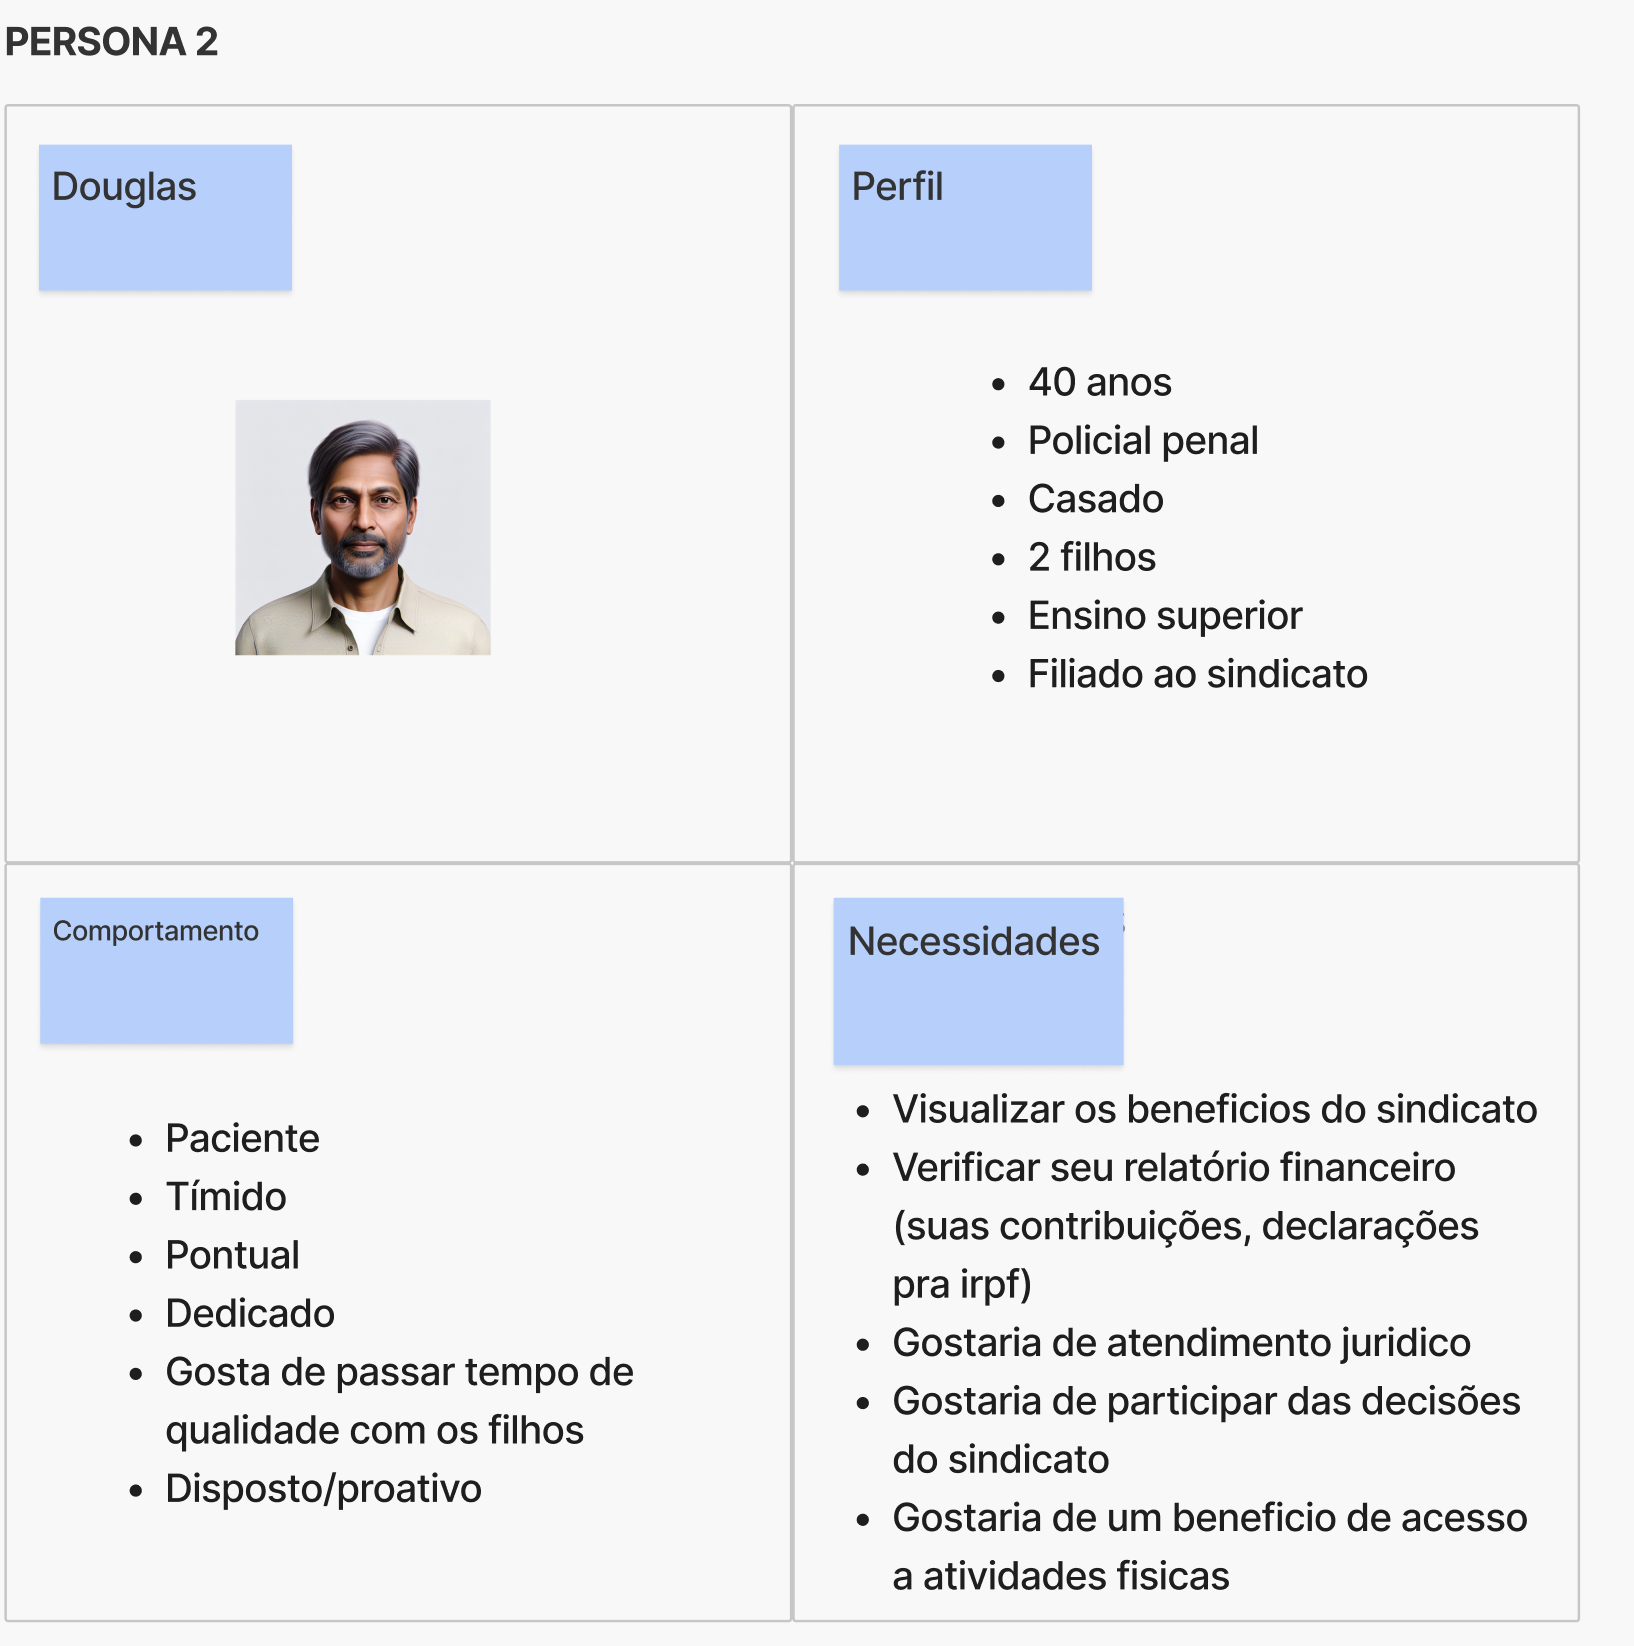 PERSONA 2
Douglas
Perfil
• 40 anos
• Policial penal
• Casado
• 2 filhos
• Ensino superior
• Filiado ao sindicato
Comportamento
• Paciente
• Tímido
• Pontual
• Dedicado
• Gosta de passar tempo de
qualidade com os filhos
• Disposto/proativo
Necessidades
• Visualizar os beneficios do sindicato
• Verificar seu relatório financeiro
(suas contribuições, declarações
pra irpf)
• Gostaria de atendimento juridico
• Gostaria de participar das decisões
do sindicato
• Gostaria de um beneficio de acesso
a atividades fisicas